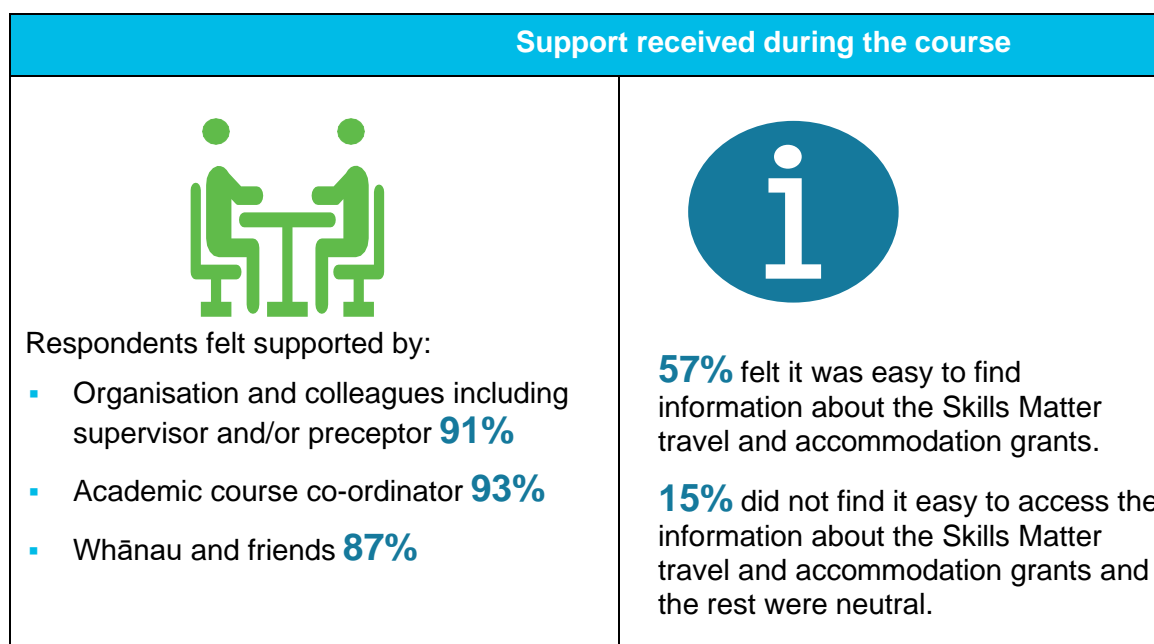 Support received during the course
Respondents felt supported by:
▪ Organisation and colleagues including
supervisor and/or preceptor 91%
▪ Academic course co-ordinator 93%
▪ Whānau and friends 87%
i
57% felt it was easy to find
information about the Skills Matter
travel and accommodation grants.
15% did not find it easy to access the
information about the Skills Matter
travel and accommodation grants and
the rest were neutral.